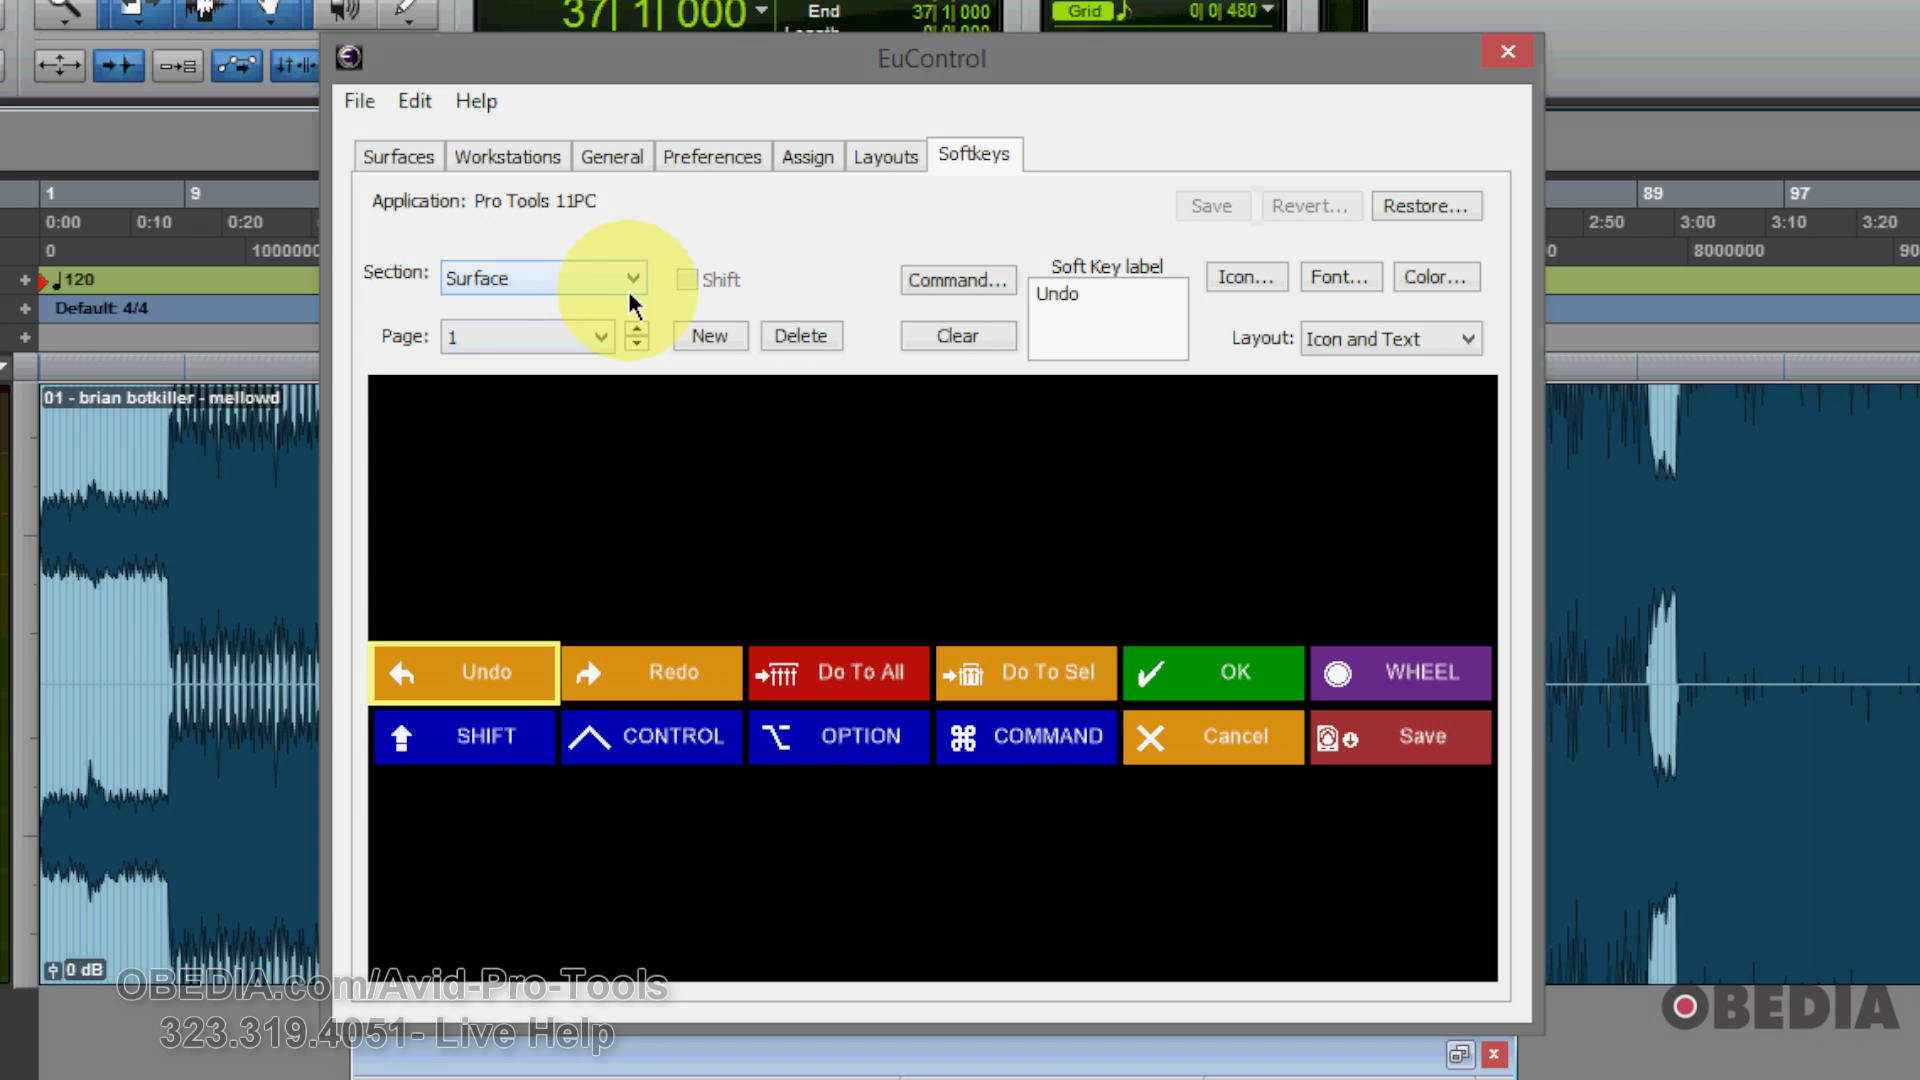 37| 1| 000
End
37| 1| 000
Grid
0| 0| 480
EuControl
File Edit Help
Surfaces Workstations General Preferences Assign Layouts Softkeys
Application: Pro Tools 11PC
Save Revert... Restore...
1 9
89 97
0:00 0:10 0:20
2:50 3:00 3:10 3:20
0
8000000
Section: Surface
Shift
Command...
Soft Key label
Undo
Icon... Font... Color...
120
Default: 4/4
Page: 1
New Delete
Clear
Layout: Icon and Text
01 - brian botkiller - mellowd
Undo Redo Do To All Do To Sel OK WHEEL
SHIFT CONTROL OPTION COMMAND Cancel Save
0 dB
OBEDIA.com/Avid-Pro-Tools
323.319.4051- Live Help
OBEDIA